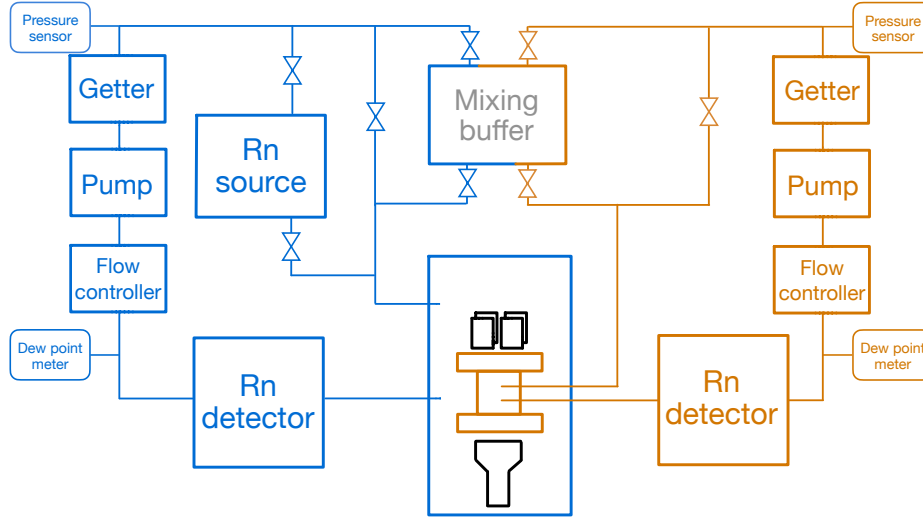 Pressure
sensor
Pressure
sensor
Getter
Mixing
buffer
Getter
Rn
source
Pump
Pump
Flow
controller
Flow
controller
Dew point
meter
Dew point
meter
Rn
detector
Rn
detector